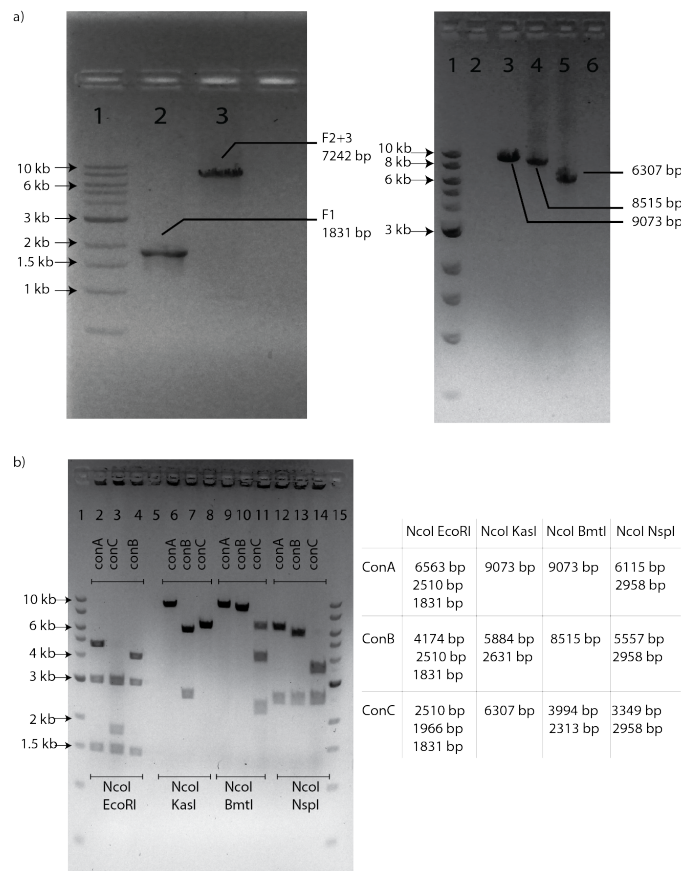 a)
1 2 3
F2+3
7242 bp
F1
1831 bp
10 kb
6 kb
3 kb
2 kb
1.5 kb
1 kb
1 2 3 4 5 6
10 kb
8 kb
6 kb
3 kb
6307 bp
8515 bp
9073 bp
b)
1 2 3 4 5 6 7 8 9 10 11 12 13 14 15
conA conC conB conA conB conC conA conB conC conA conB conC
10 kb
6 kb
4 kb
3 kb
2 kb
1.5 kb
NcoI NcoI NcoI NcoI
EcoRI KasI BmtI NspI
NcoI EcoRI NcoI KasI NcoI BmtI NcoI NspI
ConA 6563 bp 9073 bp 9073 bp 6115 bp
2510 bp 2958 bp
1831 bp
ConB 4174 bp 5884 bp 8515 bp 5557 bp
2510 bp 2631 bp 2958 bp
1831 bp
ConC 2510 bp 6307 bp 3994 bp 3349 bp
1966 bp 2313 bp 2958 bp
1831 bp